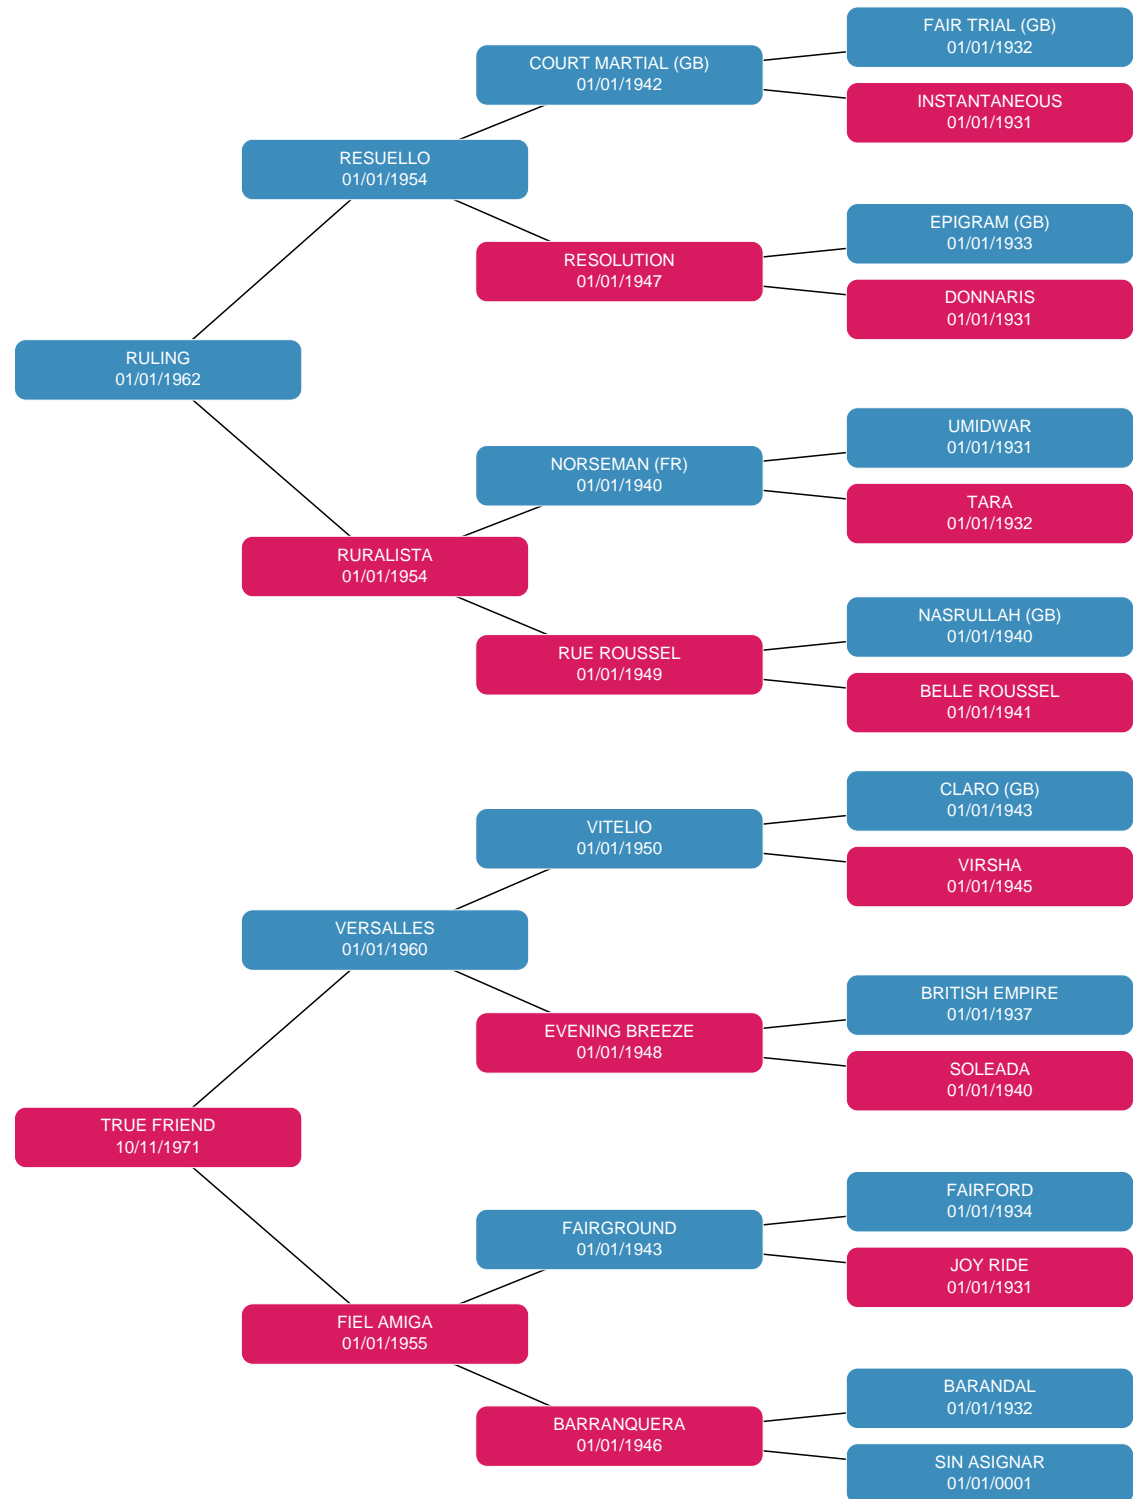 FAIR TRIAL (GB)
01/01/1932
COURT MARTIAL (GB)
01/01/1942
INSTANTANEOUS
01/01/1931
RESUELLO
01/01/1954
EPIGRAM (GB)
01/01/1933
RESOLUTION
01/01/1947
DONNARIS
01/01/1931
RULING
01/01/1962
UMIDWAR
01/01/1931
NORSEMAN (FR)
01/01/1940
TARA
01/01/1932
RURALISTA
01/01/1954
NASRULLAH (GB)
01/01/1940
RUE ROUSSEL
01/01/1949
BELLE ROUSSEL
01/01/1941
CLARO (GB)
01/01/1943
VITELIO
01/01/1950
VIRSHA
01/01/1945
VERSALLES
01/01/1960
BRITISH EMPIRE
01/01/1937
EVENING BREEZE
01/01/1948
SOLEADA
01/01/1940
TRUE FRIEND
10/11/1971
FAIRFORD
01/01/1934
FAIRGROUND
01/01/1943
JOY RIDE
01/01/1931
FIEL AMIGA
01/01/1955
BARANDAL
01/01/1932
BARRANQUERA
01/01/1946
SIN ASIGNAR
01/01/0001